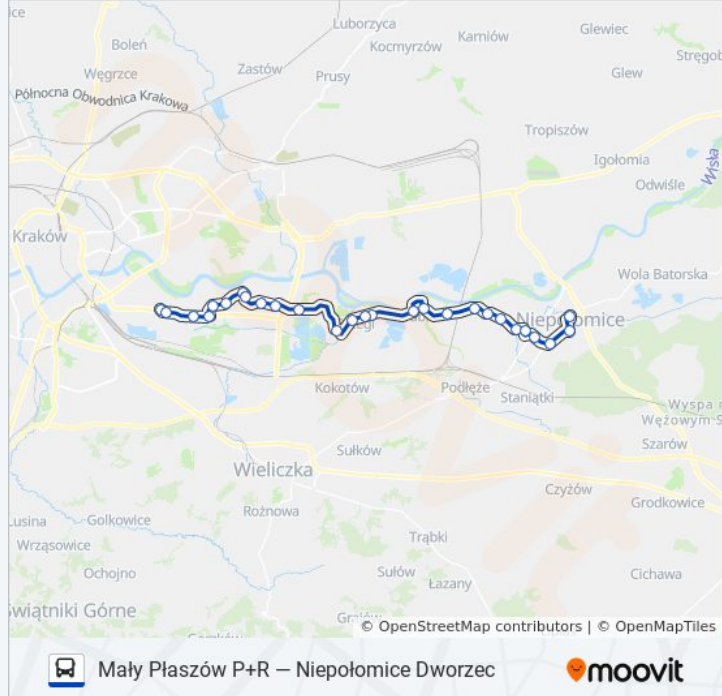 ice
Luborzyca
Boleń
Kamiów
Glewiec
Kocmyrzów
Stręgob
Węgrzce
Zastów
Prusy
Glew
Północna Obwodnica Krakowa
Tropiszów
Igołomia
Wisła
Odwiśle
Kraków
Wola Batorska
Niepołomice
Kokotów
Podłęże
Staniątki
Wyspa n
Wężowym S
Sułków
Szarów
Wieliczka
Czyżów
Rożnowa
Grodkowice
Lusina
Golkowice
Trąbki
Wrząsowice
Ochojno
Sułów
Cichawa
Łazany
Świątniki Górne
© OpenStreetMap contributors | © OpenMapTiles
Mały Płaszów P+R — Niepołomice Dworzec
moovit